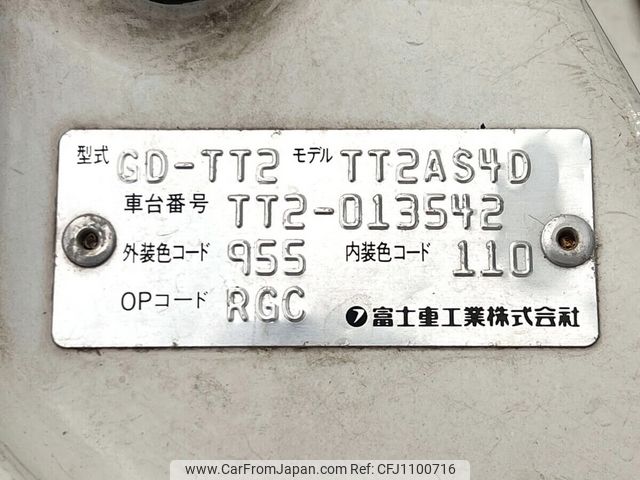 型式 GD-TT2 モデル TT2AS4D
車台番号 TT2-013542
外装色コード 955 内装色コード 110
OPコード RGC フ富士重工業株式会社
www.CarFromJapan.com | CFJ1100716